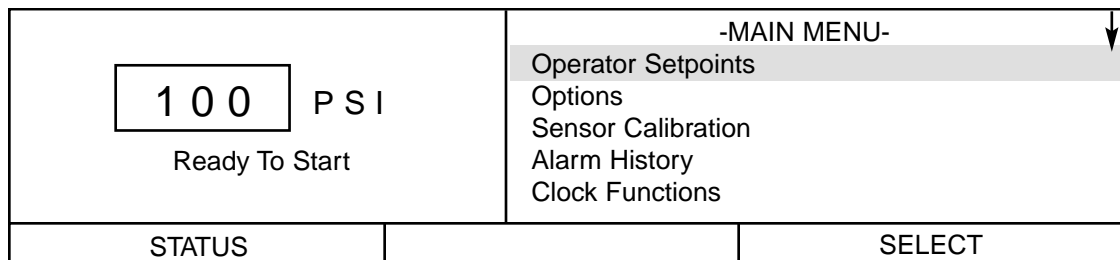 100 PSI
Ready To Start
-MAIN MENU-
Operator Setpoints
Options
Sensor Calibration
Alarm History
Clock Functions
STATUS
SELECT